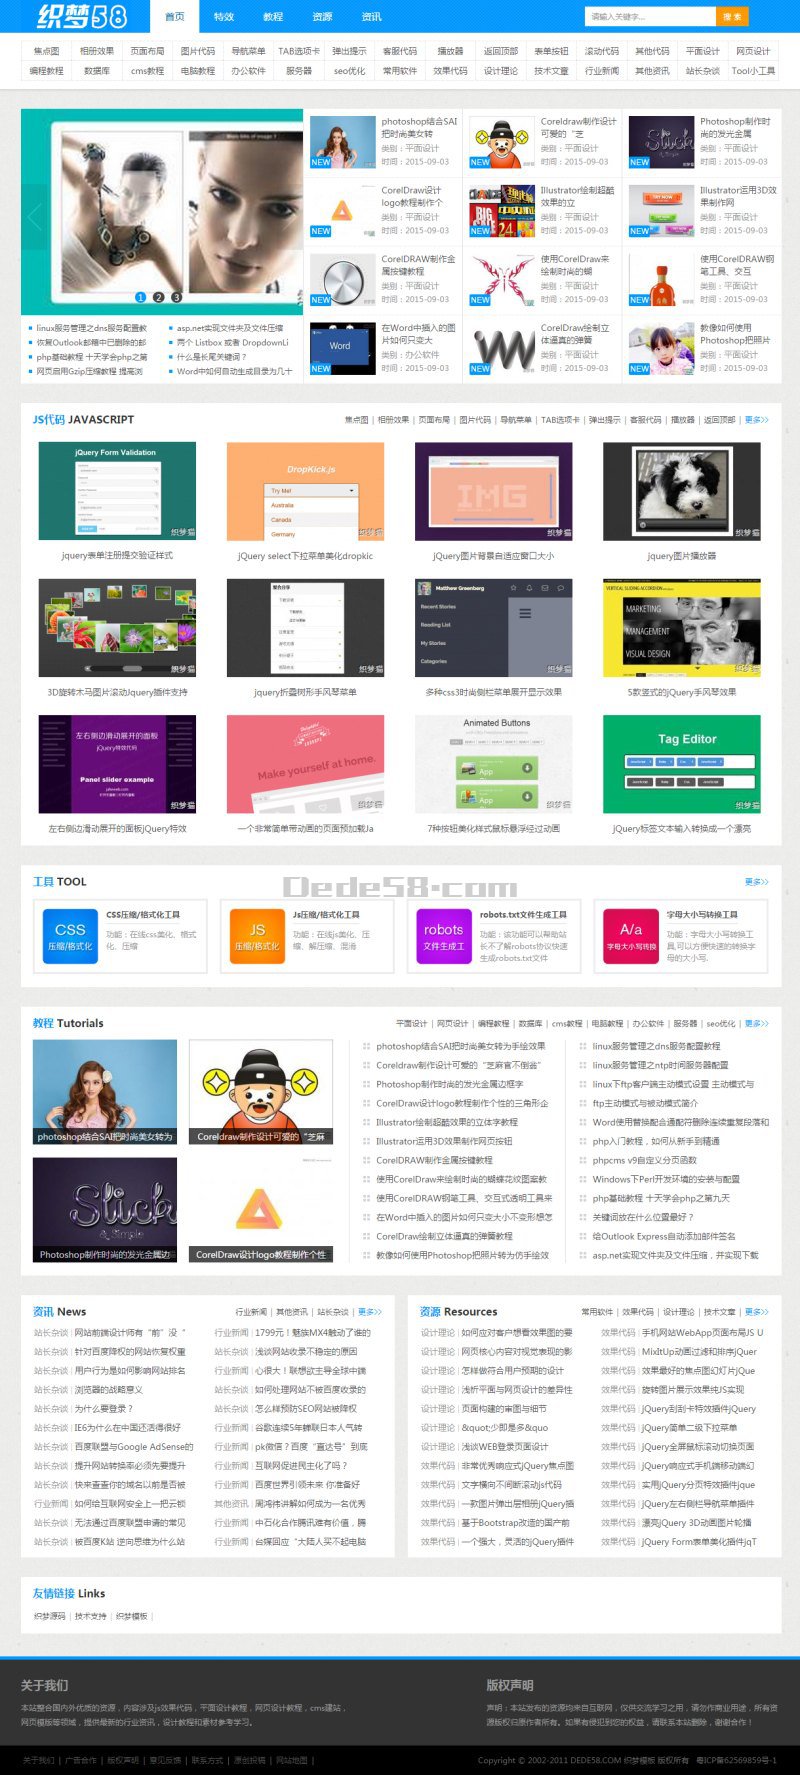 织梦58
首页 特效 教程 资源 资讯
请输入关键字... 搜 索
焦点图 相册效果 页面布局 图片代码 导航菜单 TAB选项卡 弹出提示 客服代码 播放器 返回顶部 表单按钮 滚动代码 其他代码 平面设计 网页设计
编程教程 数据库 cms教程 电脑教程 办公软件 服务器 seo优化 常用软件 效果代码 设计理论 技术文章 行业新闻 其他资讯 站长杂谈 Tool小工具
photoshop结合SAI把时尚美女转
类别：平面设计
时间：2015-09-03
Coreldraw制作设计可爱的“芝
类别：平面设计
时间：2015-09-03
Photoshop制作时尚的发光金属
类别：平面设计
时间：2015-09-03
CorelDraw设计logo教程制作个
类别：平面设计
时间：2015-09-03
Illustrator绘制超酷效果的立
类别：平面设计
时间：2015-09-03
Illustrator运用3D效果制作网
类别：平面设计
时间：2015-09-03
CorelDRAW制作金属按键教程
类别：平面设计
时间：2015-09-03
使用CorelDraw来绘制时尚的蝴
类别：平面设计
时间：2015-09-03
使用CorelDRAW钢笔工具、交互
类别：平面设计
时间：2015-09-03
在Word中插入的图片如何只变大
类别：办公软件
时间：2015-09-03
CorelDraw绘制立体逼真的弹簧
类别：平面设计
时间：2015-09-03
教像如何使用Photoshop把照片
类别：平面设计
时间：2015-09-03
1 2 3
linux服务管理之dns服务配置教 asp.net实现文件夹及文件压缩
恢复Outlook邮箱中已删除的邮 两个 Listbox 或者 DropdownLi
php基础教程 十天学会php之第 什么是长尾关键词？
网页启用Gzip压缩教程 提高浏 Word中如何自动生成目录为几十
JS代码 JAVASCRIPT
焦点图 | 相册效果 | 页面布局 | 图片代码 | 导航菜单 | TAB选项卡 | 弹出提示 | 客服代码 | 播放器 | 返回顶部 | 更多>>
jquery表单注册提交验证样式 jQuery select下拉菜单美化dropkic jQuery图片背景自适应窗口大小 jquery图片播放器
3D旋转木马图片滚动Jquery插件支持 jquery折叠树形手风琴菜单 多种css3时尚侧栏菜单展开显示效果 5款竖式的jQuery手风琴效果
左右侧边滑动展开的面板jQuery特效 一个非常简单带动画的页面预加载Ja 7种按钮美化样式鼠标悬浮经过动画 jQuery标签文本输入转换成一个漂亮
工具 TOOL 更多>>
Dede58.com
CSS 压缩/格式化
CSS压缩/格式化工具
功能：在线css美化、格式化、压缩
JS 压缩/格式化
Js压缩/格式化工具
功能：在线js美化、压缩、解压缩、混淆
robots 文件生成工
robots.txt文件生成工具
功能：该功能可以帮助站长不了解robots协议快速生成robots.txt文件
A/a 字母大小写转换
字母大小写转换工具
功能：字母大小写转换工具,可以方便快速的转换字母的大小写.
教程 Tutorials
平面设计 | 网页设计 | 编程教程 | 数据库 | cms教程 | 电脑教程 | 办公软件 | 服务器 | seo优化 | 更多>>
photoshop结合SAI把时尚美女转为
Coreldraw制作设计可爱的“芝麻
Photoshop制作时尚的发光金属边
CorelDraw设计logo教程制作个性
photoshop结合SAI把时尚美女转为手绘效果 linux服务管理之dns服务配置教程
Coreldraw制作设计可爱的“芝麻官不倒翁” linux服务管理之ntp时间服务器配置
Photoshop制作时尚的发光金属边框字 linux下ftp客户端主动模式设置 主动模式与
CorelDraw设计logo教程制作个性的三角形企 ftp主动模式与被动模式简介
Illustrator绘制超酷效果的立体字教程 Word使用替换配合通配符删除连续重复段落和
Illustrator运用3D效果制作网页按钮 php入门教程，如何从新手到精通
CorelDRAW制作金属按键教程 phpcms v9自定义分页函数
使用CorelDraw来绘制时尚的蝴蝶花纹图案教 Windows下Perl开发环境的安装与配置
使用CorelDRAW钢笔工具、交互式透明工具来 php基础教程 十天学会php之第九天
在Word中插入的图片如何只变大小不变形想怎 关键词放在什么位置最好？
CorelDraw绘制立体逼真的弹簧教程 给Outlook Express自动添加邮件签名
教像如何使用Photoshop把照片转为仿手绘效 asp.net实现文件夹及文件压缩，并实现下载
资讯 News
行业新闻 | 其他资讯 | 站长杂谈 | 更多>>
站长杂谈 | 网站前端设计师有“前”没“ 行业新闻 | 1799元！魅族MX4触动了谁的
站长杂谈 | 针对百度降权的网站恢复权重 站长杂谈 | 浅谈网站收录不稳定的原因
站长杂谈 | 用户行为是如何影响网站排名 行业新闻 | 心很大！联想欲主导全球中端
站长杂谈 | 浏览器的战略意义 站长杂谈 | 如何处理网站不被百度收录的
站长杂谈 | 为什么要登录？ 站长杂谈 | 怎么样预防SEO网站被降权
站长杂谈 | IE6为什么在中国还活得很好 行业新闻 | 谷歌连续5年蝉联日本人气转
站长杂谈 | 百度联盟与Google AdSense的 行业新闻 | pk微信？百度“直达号”到底
站长杂谈 | 提升网站转换率必须先要提升 行业新闻 | 互联网促进民主化了吗？
站长杂谈 | 快来查查你的域名以前是否被 行业新闻 | 百度世界引领未来 你准备好
行业新闻 | 如何给互联网安全上一把云锁 其他资讯 | 周鸿祎讲解如何成为一名优秀
站长杂谈 | 无法通过百度联盟申请的常见 行业新闻 | 中石化合作腾讯谁有价值，腾
站长杂谈 | 被百度K站 逆向思维为什么站 行业新闻 | 台媒回应“大陆人买不起电脑
资源 Resources
常用软件 | 效果代码 | 设计理论 | 技术文章 | 更多>>
设计理论 | 如何应对客户想看效果图的要 效果代码 | 手机网站WebApp页面布局JS U
设计理论 | 网页核心内容对视觉表现的影 效果代码 | MixItUp动画过滤和排序jQuer
设计理论 | 怎样做符合用户预期的设计 效果代码 | 效果最好的焦点图幻灯片jQue
设计理论 | 浅析平面与网页设计的差异性 效果代码 | 旋转图片展示效果纯JS实现
设计理论 | 页面构建的审图与细节 效果代码 | jQuery刮刮卡特效插件jQuery
设计理论 | &quot;少即是多&quo 效果代码 | jQuery简单二级下拉菜单
设计理论 | 浅谈WEB登录页面设计 效果代码 | jQuery全屏鼠标滚动切换页面
效果代码 | 非常优秀响应式jQuery焦点图 效果代码 | jQuery响应式手机端移动端幻
效果代码 | 文字横向不间断滚动js代码 效果代码 | 实用jQuery分页特效插件jque
效果代码 | 一款图片弹出层相册jQuery插 效果代码 | jQuery左右侧栏导航菜单插件
效果代码 | 基于Bootstrap改造的国产前 效果代码 | 漂亮jQuery 3D动画图片轮播
效果代码 | 一个强大，灵活的jQuery插件 效果代码 | jQuery Form表单美化插件jqT
友情链接 Links
织梦源码 | 技术支持 | 织梦模板 |
关于我们 版权声明
本站整合国内外优质的资源，内容涉及js效果代码，平面设计教程，网页设计教程，cms建站，
网页模版等领域，提供最新的行业资讯，设计教程和素材参考学习。
声明：本站发布的资源均来自互联网，仅供交流学习之用，请勿作商业用途，所有资
源版权归原作者所有。如果有侵犯到您的权益，请联系本站删除，谢谢合作！
关于我们 | 广告合作 | 版权声明 | 意见反馈 | 联系方式 | 原创投稿 | 网站地图 |
Copyright © 2002-2011 DEDE58.COM 织梦模板 版权所有 粤ICP备62569859号-1